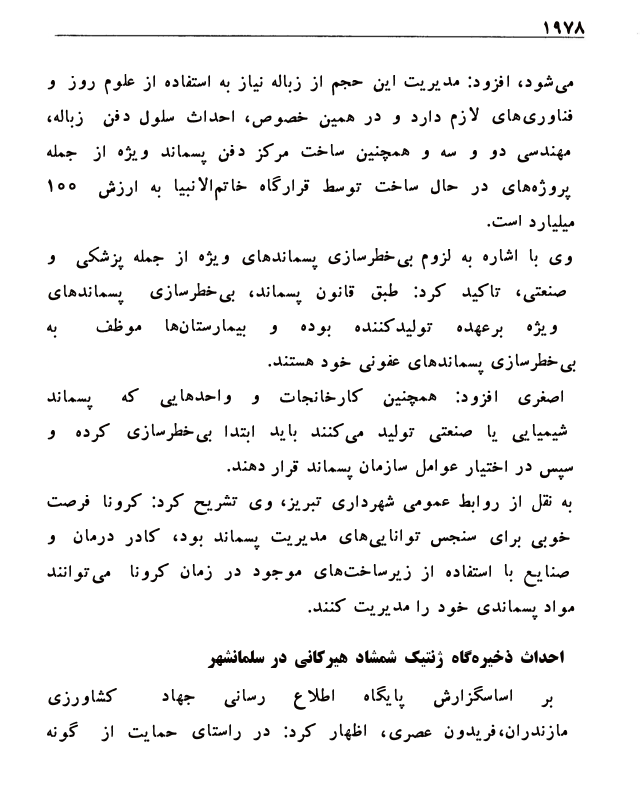 ۱۹۷۸
می‌شود، افزود: مدیریت این حجم از زباله نیاز به استفاده از علوم روز و
فناوری‌های لازم دارد و در همین خصوص، احداث سلول دفن زباله،
مهندسی دو و سه و همچنین ساخت مرکز دفن پسماند ویژه از جمله
پروژه‌های در حال ساخت توسط قرارگاه خاتم‌الانبیا به ارزش ۱۰۰
میلیارد است.
وی با اشاره به لزوم بی‌خطرسازی پسماندهای ویژه از جمله پزشکی و
صنعتی، تاکید کرد: طبق قانون پسماند، بی‌خطرسازی پسماندهای
ویژه برعهده تولیدکننده بوده و بیمارستان‌ها موظف به
بی‌خطرسازی پسماندهای عفونی خود هستند.
اصغری افزود: همچنین کارخانجات و واحدهایی که پسماند
شیمیایی یا صنعتی تولید می‌کنند باید ابتدا بی‌خطرسازی کرده و
سپس در اختیار عوامل سازمان پسماند قرار دهند.
به نقل از روابط عمومی شهرداری تبریز، وی تشریح کرد: کرونا فرصت
خوبی برای سنجس توانایی‌های مدیریت پسماند بود، کادر درمان و
صنایع با استفاده از زیرساخت‌های موجود در زمان کرونا می‌توانند
مواد پسماندی خود را مدیریت کنند.
احداث ذخیره‌گاه ژنتیک شمشاد هیرکانی در سلمانشهر
بر اساسگزارش پایگاه اطلاع رسانی جهاد کشاورزی
مازندران،فریدون عصری، اظهار کرد: در راستای حمایت از گونه